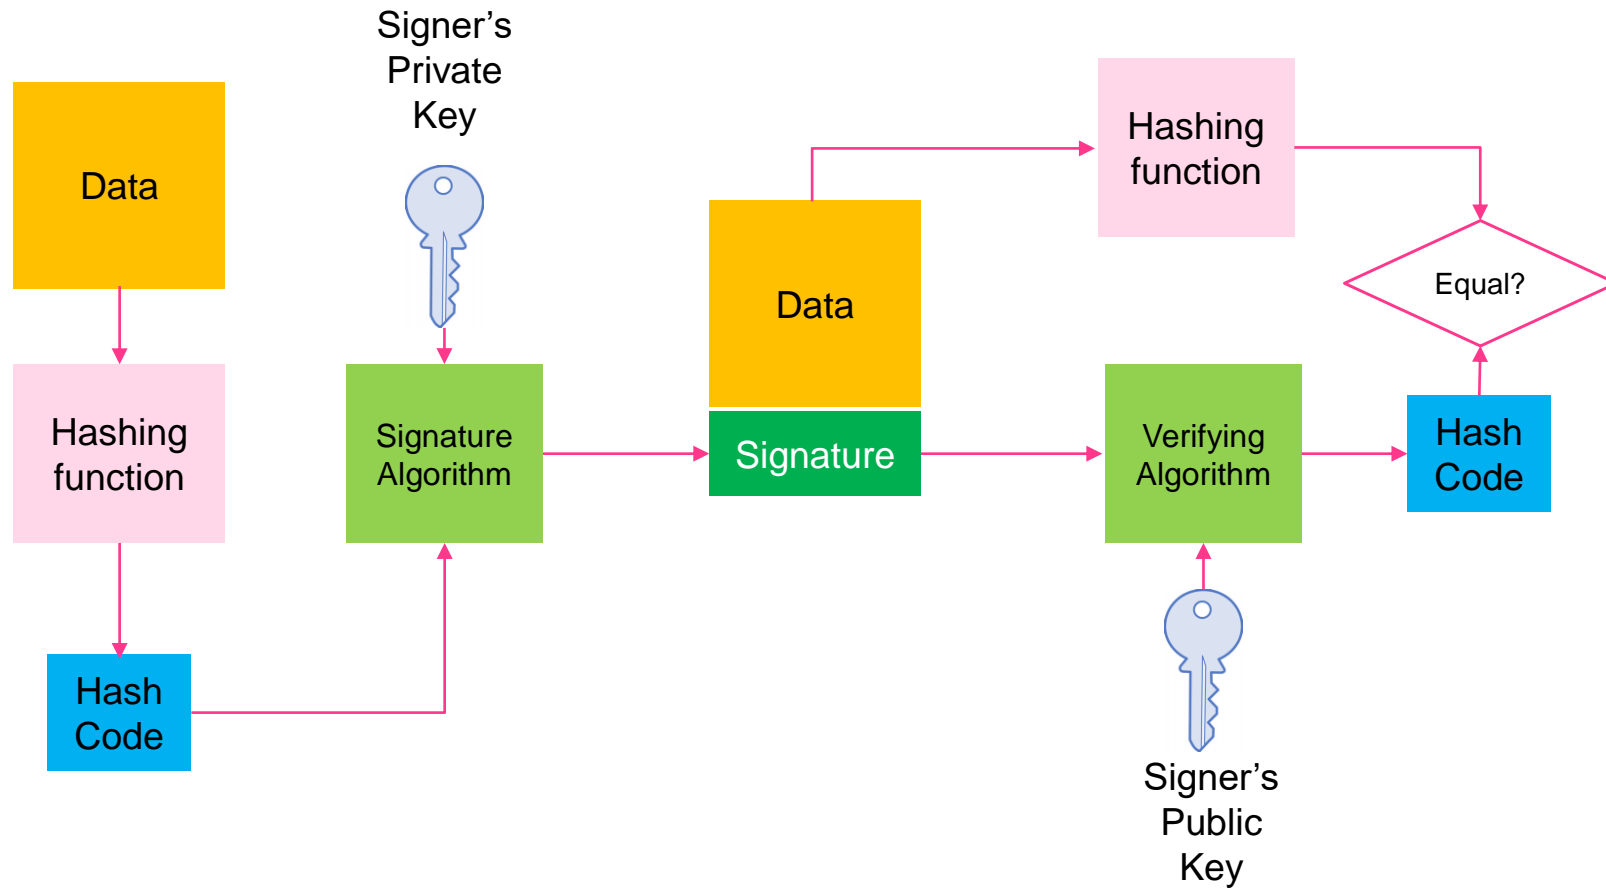 Signer’s
Private
Key
Data
Hashing
function
Hash
Code
Signature
Algorithm
Data
Signature
Hashing
function
Equal?
Verifying
Algorithm
Hash
Code
Signer’s
Public
Key